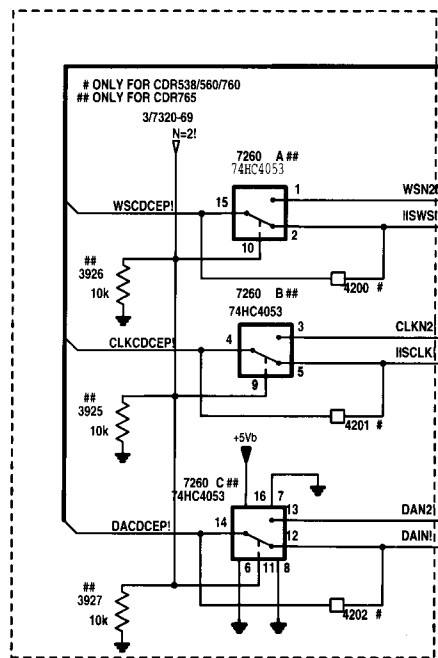 # ONLY FOR CDR538/560/760
## ONLY FOR CDR765
3/7320-69
N=2!
7260 A ##
74HC4053
15
1
WSN2!
WSCDCEP!
IISWS!
2
10
##
3926
10k
4200 #
7260 B ##
74HC4053
3
CLKN2
4
CLKCDCEP!
IISCLK!
5
9
##
3925
10k
4201 #
+5Vb
7260 C ##
74HC4053
16
7
13
DAN2!
14
DACDCEP!
12
DAIN!
6
11
8
##
3927
10k
4202 #